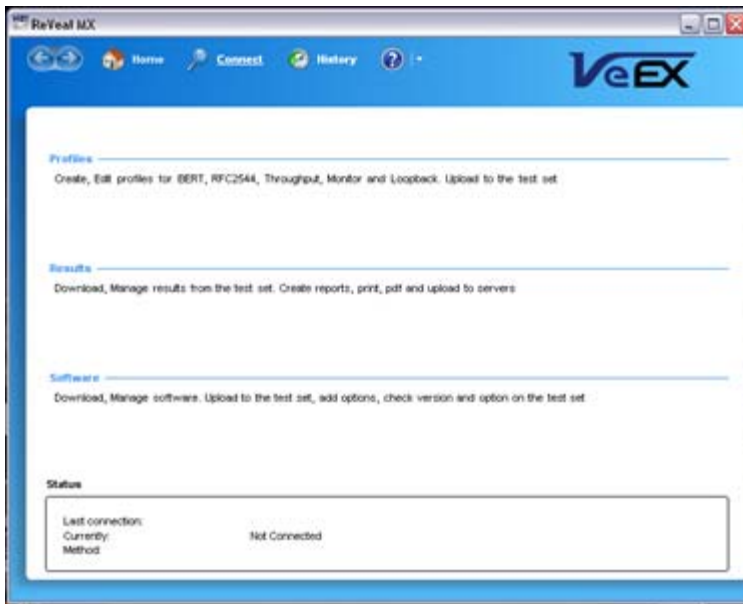 ReVeal MX
Home Connect History
VeEX
Profiles
Create, Edit profiles for BERT, RFC2544, Throughput, Monitor and Loopback. Upload to the test set
Results
Download, Manage results from the test set. Create reports, print, pdf and upload to servers
Software
Download, Manage software. Upload to the test set, add options, check version and option on the test set
Status
Last connection:
Currently: Not Connected
Method: